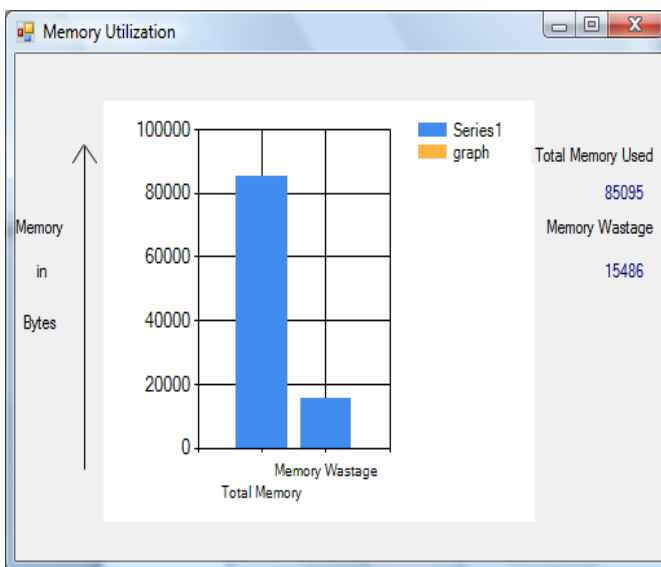 Memory Utilization
100000
80000
60000
40000
20000
0
Memory
in
Bytes
Memory Wastage
Total Memory
Series1
graph
Total Memory Used
85095
Memory Wastage
15486